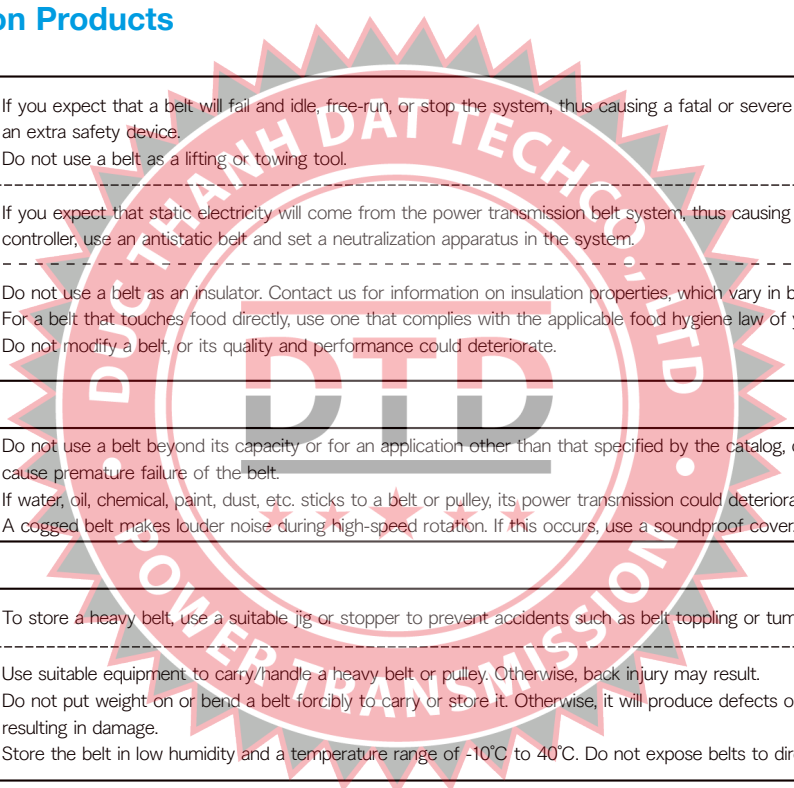 on Products
If you expect that a belt will fail and idle, free-run, or stop the system, thus causing a fatal or severe
an extra safety device.
Do not use a belt as a lifting or towing tool.
If you expect that static electricity will come from the power transmission belt system, thus causing
controller, use an antistatic belt and set a neutralization apparatus in the system.
Do not use a belt as an insulator. Contact us for information on insulation properties, which vary in b
For a belt that touches food directly, use one that complies with the applicable food hygiene law of y
Do not modify a belt, or its quality and performance could deteriorate.
Do not use a belt beyond its capacity or for an application other than that specified by the catalog, o
cause premature failure of the belt.
If water, oil, chemical, paint, dust, etc. sticks to a belt or pulley, its power transmission could deteriora
A cogged belt makes louder noise during high-speed rotation. If this occurs, use a soundproof cover.
To store a heavy belt, use a suitable jig or stopper to prevent accidents such as belt toppling or tum
Use suitable equipment to carry/handle a heavy belt or pulley. Otherwise, back injury may result.
Do not put weight on or bend a belt forcibly to carry or store it. Otherwise, it will produce defects o
resulting in damage.
Store the belt in low humidity and a temperature range of -10°C to 40°C. Do not expose belts to dire
DUC THANH DAT TECHCO., LTD
DTD
POWER TRANSMISSION